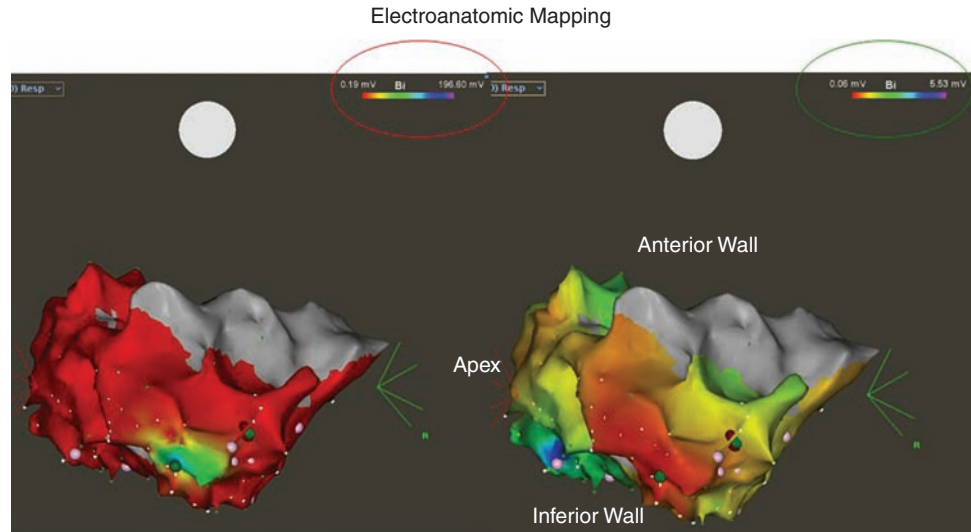 Electroanatomic Mapping
0.19 mV Bi 196.60 mV
0.06 mV Bi 5.53 mV
)) Resp
)) Resp
Anterior Wall
Apex
R
R
Inferior Wall